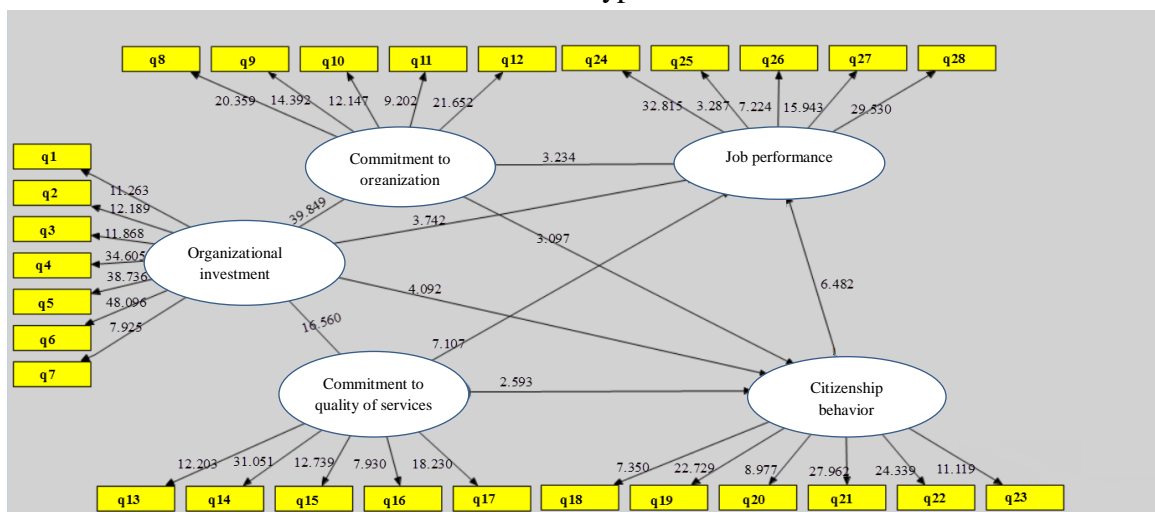 q8
q9
q10
q11
q12
q24
q25
q26
q27
q28
20.359
14.392
12.147
9.202
21.652
32.815
3.287
7.224
15.943
29.530
Commitment to
organization
3.234
Job performance
q1
q2
q3
q4
q5
q6
q7
11.263
12.189
11.868
34.605
38.736
48.096
7.925
39.849
3.742
3.097
Organizational
investment
4.092
6.482
16.560
7.107
Commitment to
quality of services
2.593
Citizenship
behavior
12.203
31.051
12.739
7.930
18.230
7.350
22.729
8.977
27.962
24.339
11.119
q13
q14
q15
q16
q17
q18
q19
q20
q21
q22
q23